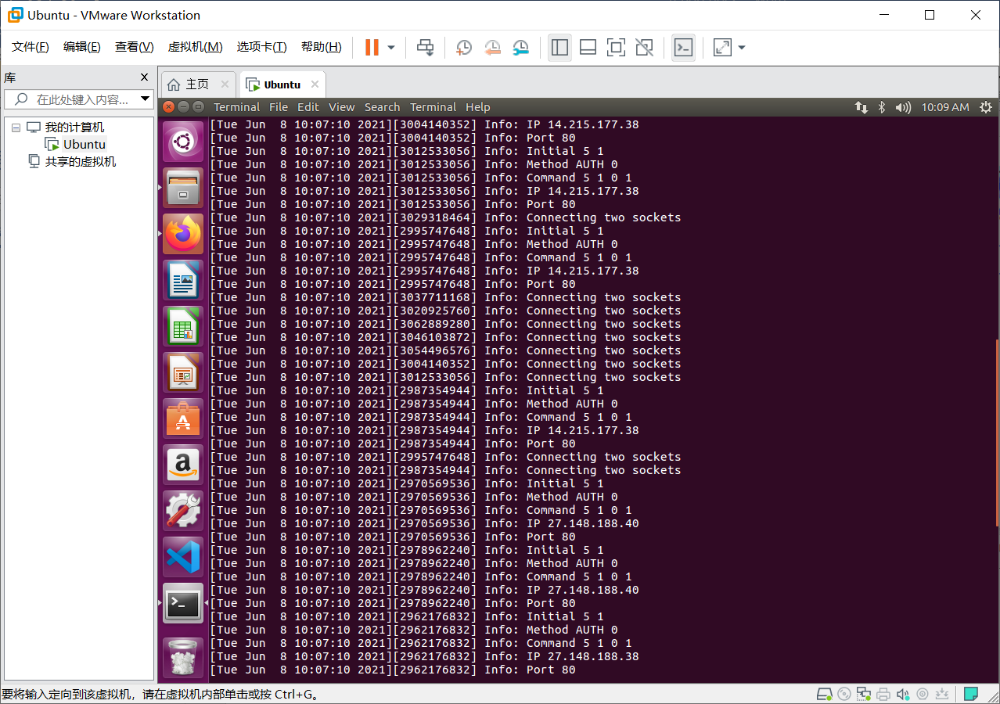 Ubuntu - VMware Workstation
文件(F) 编辑(E) 查看(V) 虚拟机(M) 选项卡(T) 帮助(H)
库
在此处键入内容...
我的计算机
Ubuntu
共享的虚拟机
主页 Ubuntu
Terminal File Edit View Search Terminal Help 10:09 AM
[Tue Jun  8 10:07:10 2021][3004140352] Info: IP 14.215.177.38
[Tue Jun  8 10:07:10 2021][3004140352] Info: Port 80
[Tue Jun  8 10:07:10 2021][3012533056] Info: Initial 5 1
[Tue Jun  8 10:07:10 2021][3012533056] Info: Method AUTH 0
[Tue Jun  8 10:07:10 2021][3012533056] Info: Command 5 1 0 1
[Tue Jun  8 10:07:10 2021][3012533056] Info: IP 14.215.177.38
[Tue Jun  8 10:07:10 2021][3012533056] Info: Port 80
[Tue Jun  8 10:07:10 2021][3029318464] Info: Connecting two sockets
[Tue Jun  8 10:07:10 2021][2995747648] Info: Initial 5 1
[Tue Jun  8 10:07:10 2021][2995747648] Info: Method AUTH 0
[Tue Jun  8 10:07:10 2021][2995747648] Info: Command 5 1 0 1
[Tue Jun  8 10:07:10 2021][2995747648] Info: IP 14.215.177.38
[Tue Jun  8 10:07:10 2021][2995747648] Info: Port 80
[Tue Jun  8 10:07:10 2021][3037711168] Info: Connecting two sockets
[Tue Jun  8 10:07:10 2021][3020925760] Info: Connecting two sockets
[Tue Jun  8 10:07:10 2021][3062889280] Info: Connecting two sockets
[Tue Jun  8 10:07:10 2021][3046103872] Info: Connecting two sockets
[Tue Jun  8 10:07:10 2021][3054496576] Info: Connecting two sockets
[Tue Jun  8 10:07:10 2021][3004140352] Info: Connecting two sockets
[Tue Jun  8 10:07:10 2021][3012533056] Info: Connecting two sockets
[Tue Jun  8 10:07:10 2021][2987354944] Info: Initial 5 1
[Tue Jun  8 10:07:10 2021][2987354944] Info: Method AUTH 0
[Tue Jun  8 10:07:10 2021][2987354944] Info: Command 5 1 0 1
[Tue Jun  8 10:07:10 2021][2987354944] Info: IP 14.215.177.38
[Tue Jun  8 10:07:10 2021][2987354944] Info: Port 80
[Tue Jun  8 10:07:10 2021][2995747648] Info: Connecting two sockets
[Tue Jun  8 10:07:10 2021][2987354944] Info: Connecting two sockets
[Tue Jun  8 10:07:10 2021][2970569536] Info: Initial 5 1
[Tue Jun  8 10:07:10 2021][2970569536] Info: Method AUTH 0
[Tue Jun  8 10:07:10 2021][2970569536] Info: Command 5 1 0 1
[Tue Jun  8 10:07:10 2021][2970569536] Info: IP 27.148.188.40
[Tue Jun  8 10:07:10 2021][2970569536] Info: Port 80
[Tue Jun  8 10:07:10 2021][2978962240] Info: Initial 5 1
[Tue Jun  8 10:07:10 2021][2978962240] Info: Method AUTH 0
[Tue Jun  8 10:07:10 2021][2978962240] Info: Command 5 1 0 1
[Tue Jun  8 10:07:10 2021][2978962240] Info: IP 27.148.188.40
[Tue Jun  8 10:07:10 2021][2978962240] Info: Port 80
[Tue Jun  8 10:07:10 2021][2962176832] Info: Initial 5 1
[Tue Jun  8 10:07:10 2021][2962176832] Info: Method AUTH 0
[Tue Jun  8 10:07:10 2021][2962176832] Info: Command 5 1 0 1
[Tue Jun  8 10:07:10 2021][2962176832] Info: IP 27.148.188.38
[Tue Jun  8 10:07:10 2021][2962176832] Info: Port 80
要将输入定向到该虚拟机，请在虚拟机内部单击或按 Ctrl+G。